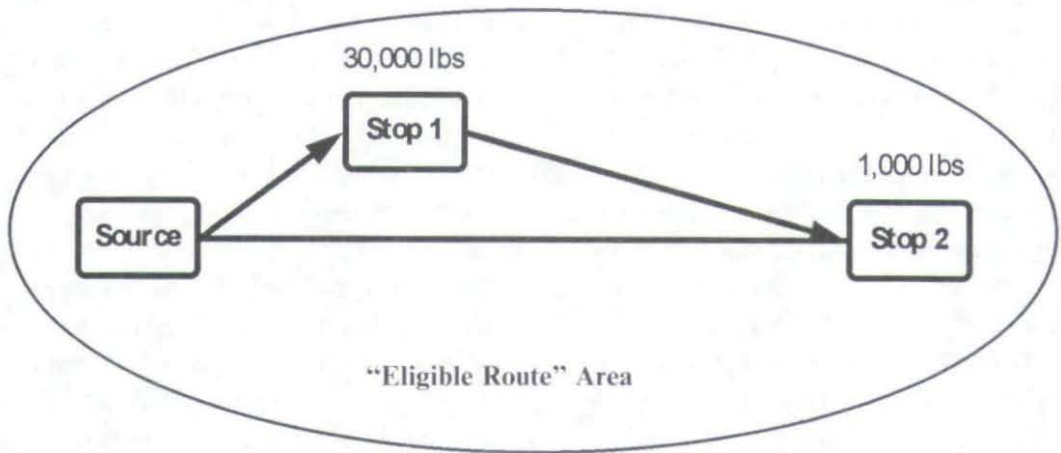 30,000 lbs
Stop 1
1,000 lbs
Source
Stop 2
“Eligible Route” Area